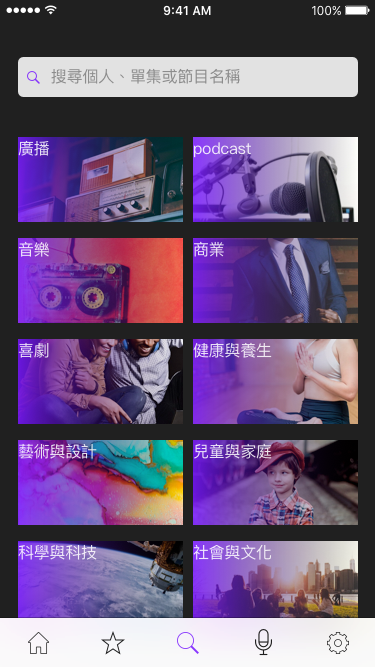 9:41 AM
100%
搜尋個人、單集或節目名稱
廣播
podcast
音樂
商業
喜劇
健康與養生
藝術與設計
兒童與家庭
科學與科技
社會與文化